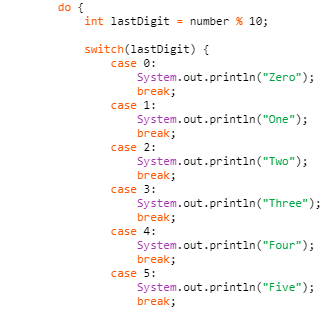 do {
int lastDigit = number % 10;
switch(lastDigit) {
case 0:
System.out.println("Zero");
break;
case 1:
System.out.println("One");
break;
case 2:
System.out.println("Two");
break;
case 3:
System.out.println("Three");
break;
case 4:
System.out.println("Four");
break;
case 5:
System.out.println("Five");
break;